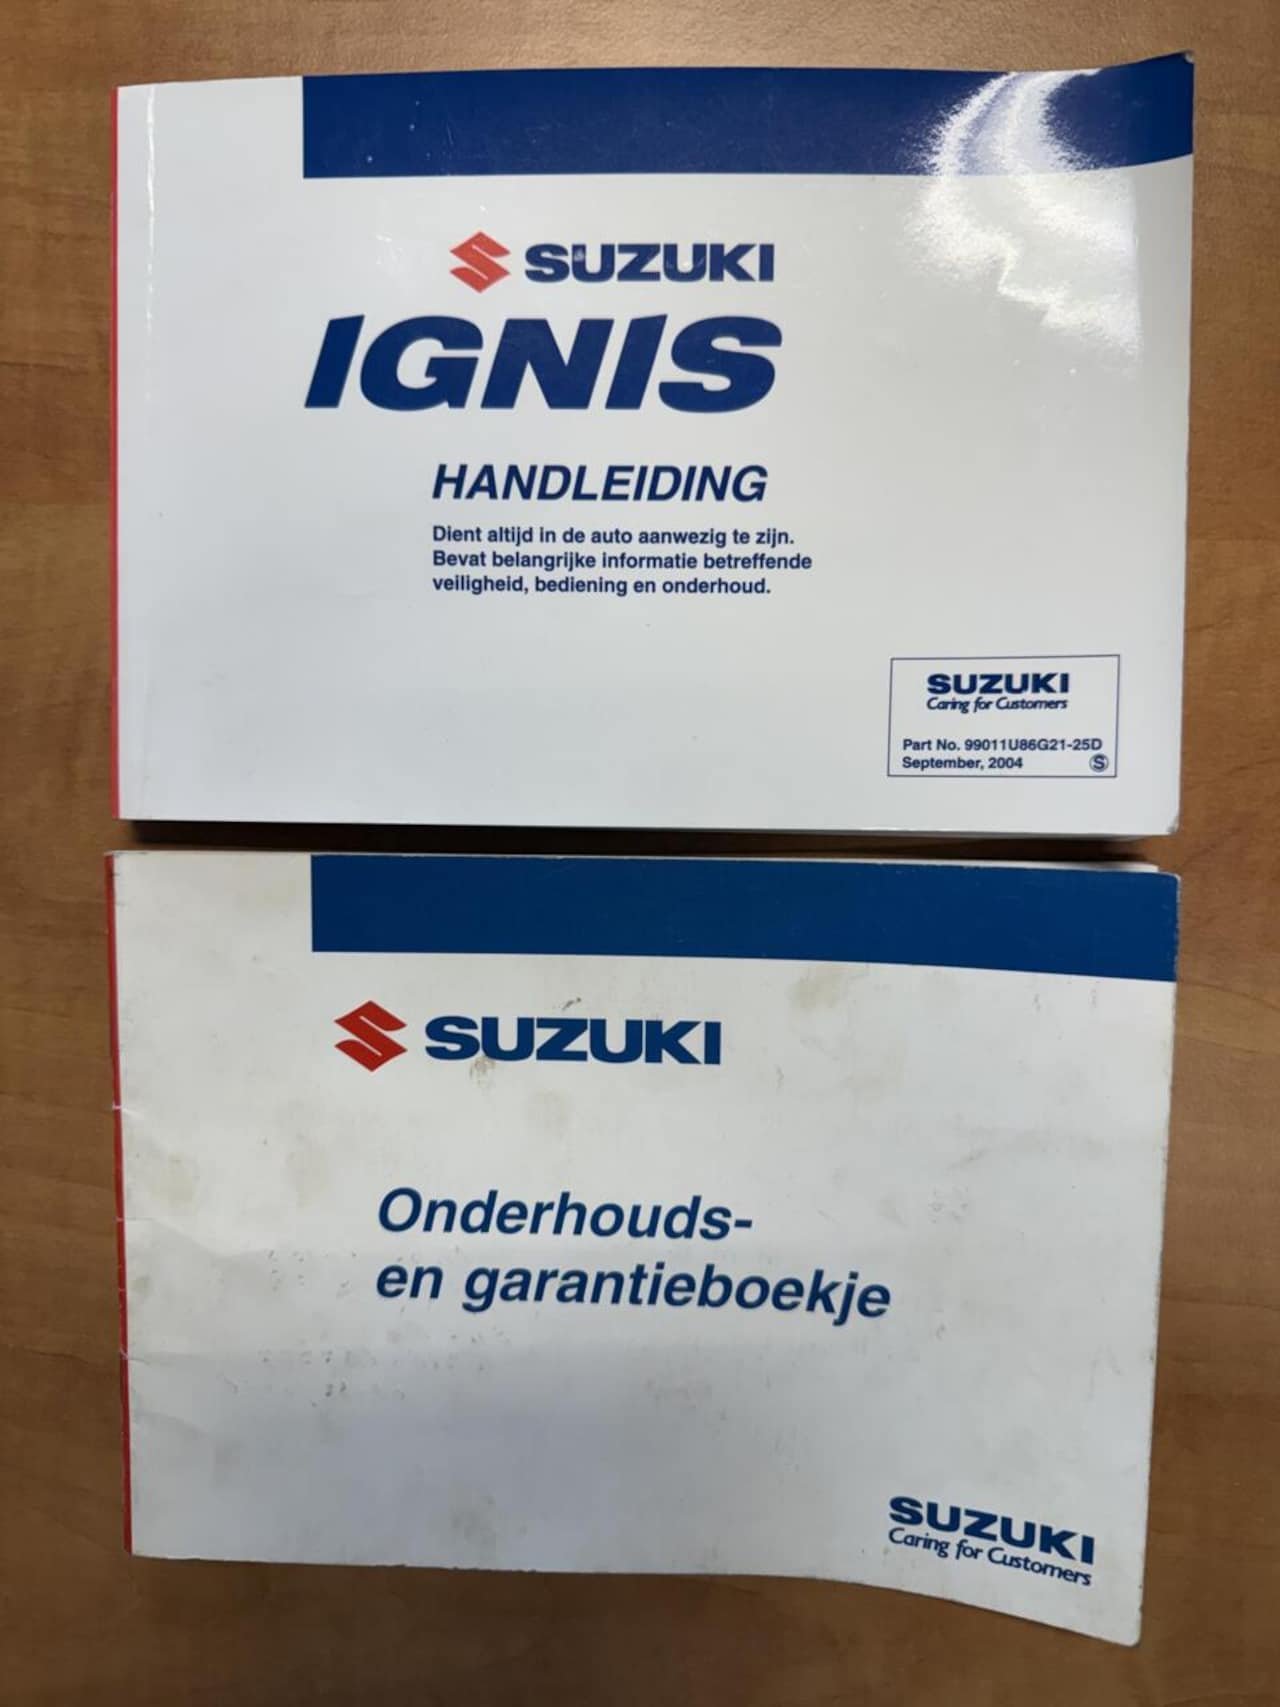 SUZUKI
IGNIS
HANDLEIDING
Dient altijd in de auto aanwezig te zijn.
Bevat belangrijke informatie betreffende
veiligheid, bediening en onderhoud.
SUZUKI
Caring for Customers
Part No. 99011U86G21-25D
September, 2004 Ⓢ
SUZUKI
Onderhouds-
en garantieboekje
SUZUKI
Caring for Customers